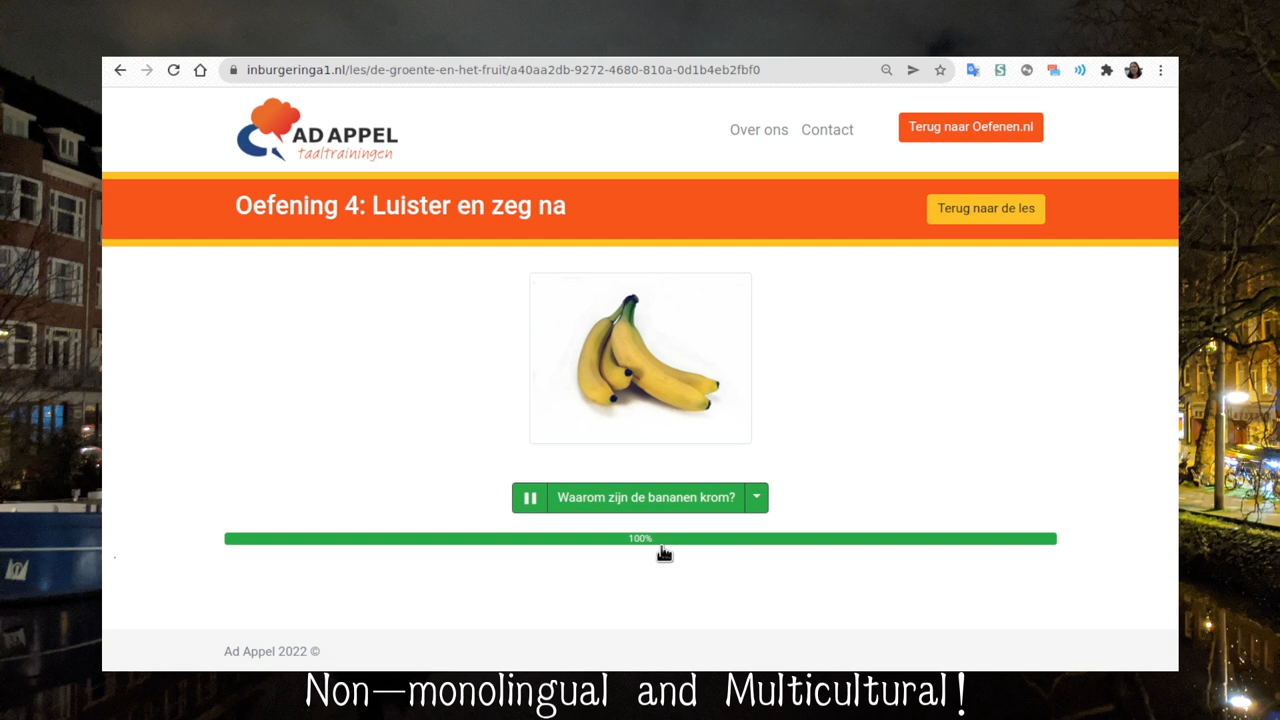 inburgeringa1.nl/les/de-groente-en-het-fruit/a40aa2db-9272-4680-810a-0d1b4eb2fbf0
AD APPEL
taaltrainingen
Over ons Contact Terug naar Oefenen.nl
Oefening 4: Luister en zeg na Terug naar de les
Waarom zijn de bananen krom?
100%
Ad Appel 2022 ©
Non-monolingual and Multicultural!